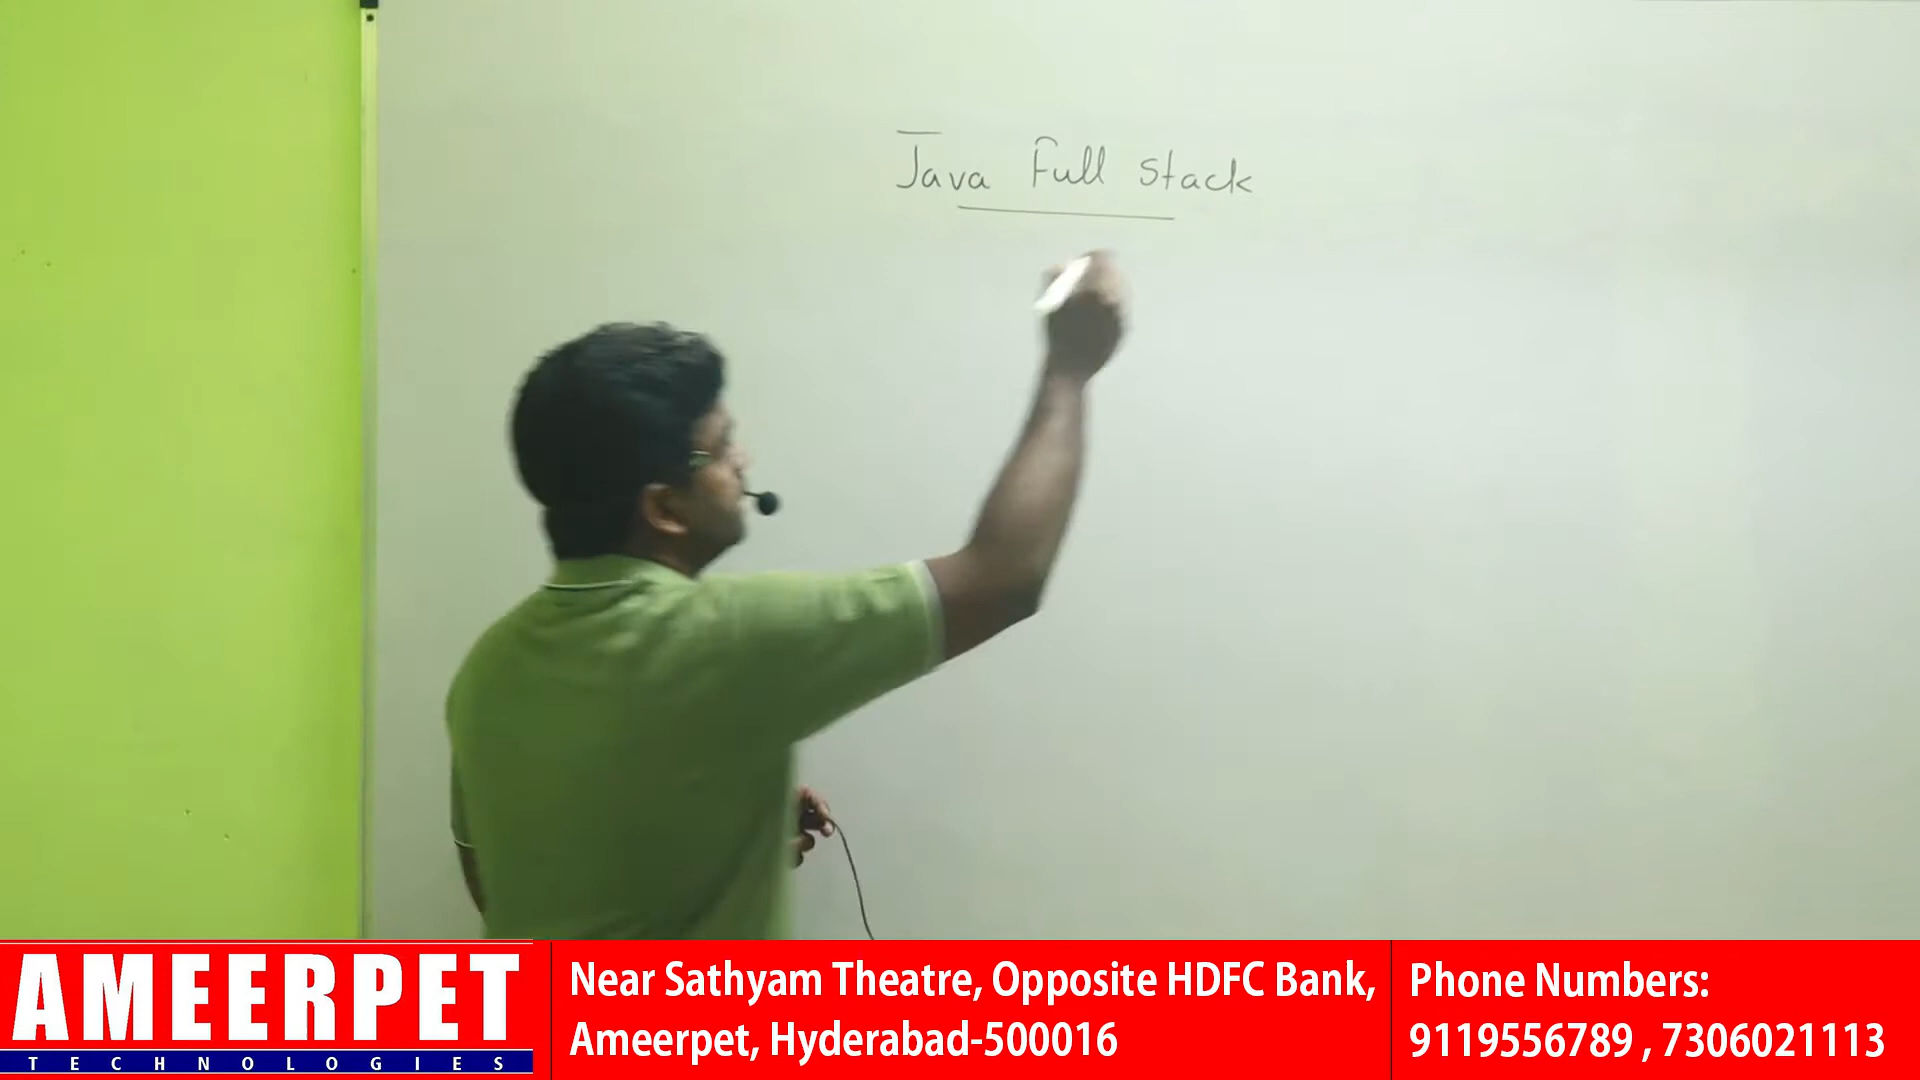 Java Full Stack
AMEERPET
TECHNOLOGIES
Near Sathyam Theatre, Opposite HDFC Bank,
Ameerpet, Hyderabad-500016
Phone Numbers:
9119556789 , 7306021113